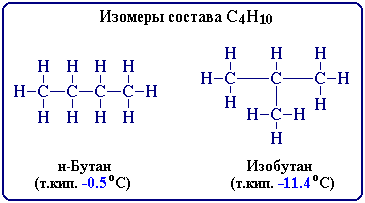 Изомеры состава C4H10
H H H H
H–C–C–C–C–H
H H H H
н-Бутан
(т.кип. –0.5 °C)
H H H
H–C–C–C–H
H H
H–C–H
H
Изобутан
(т.кип. –11.4 °C)